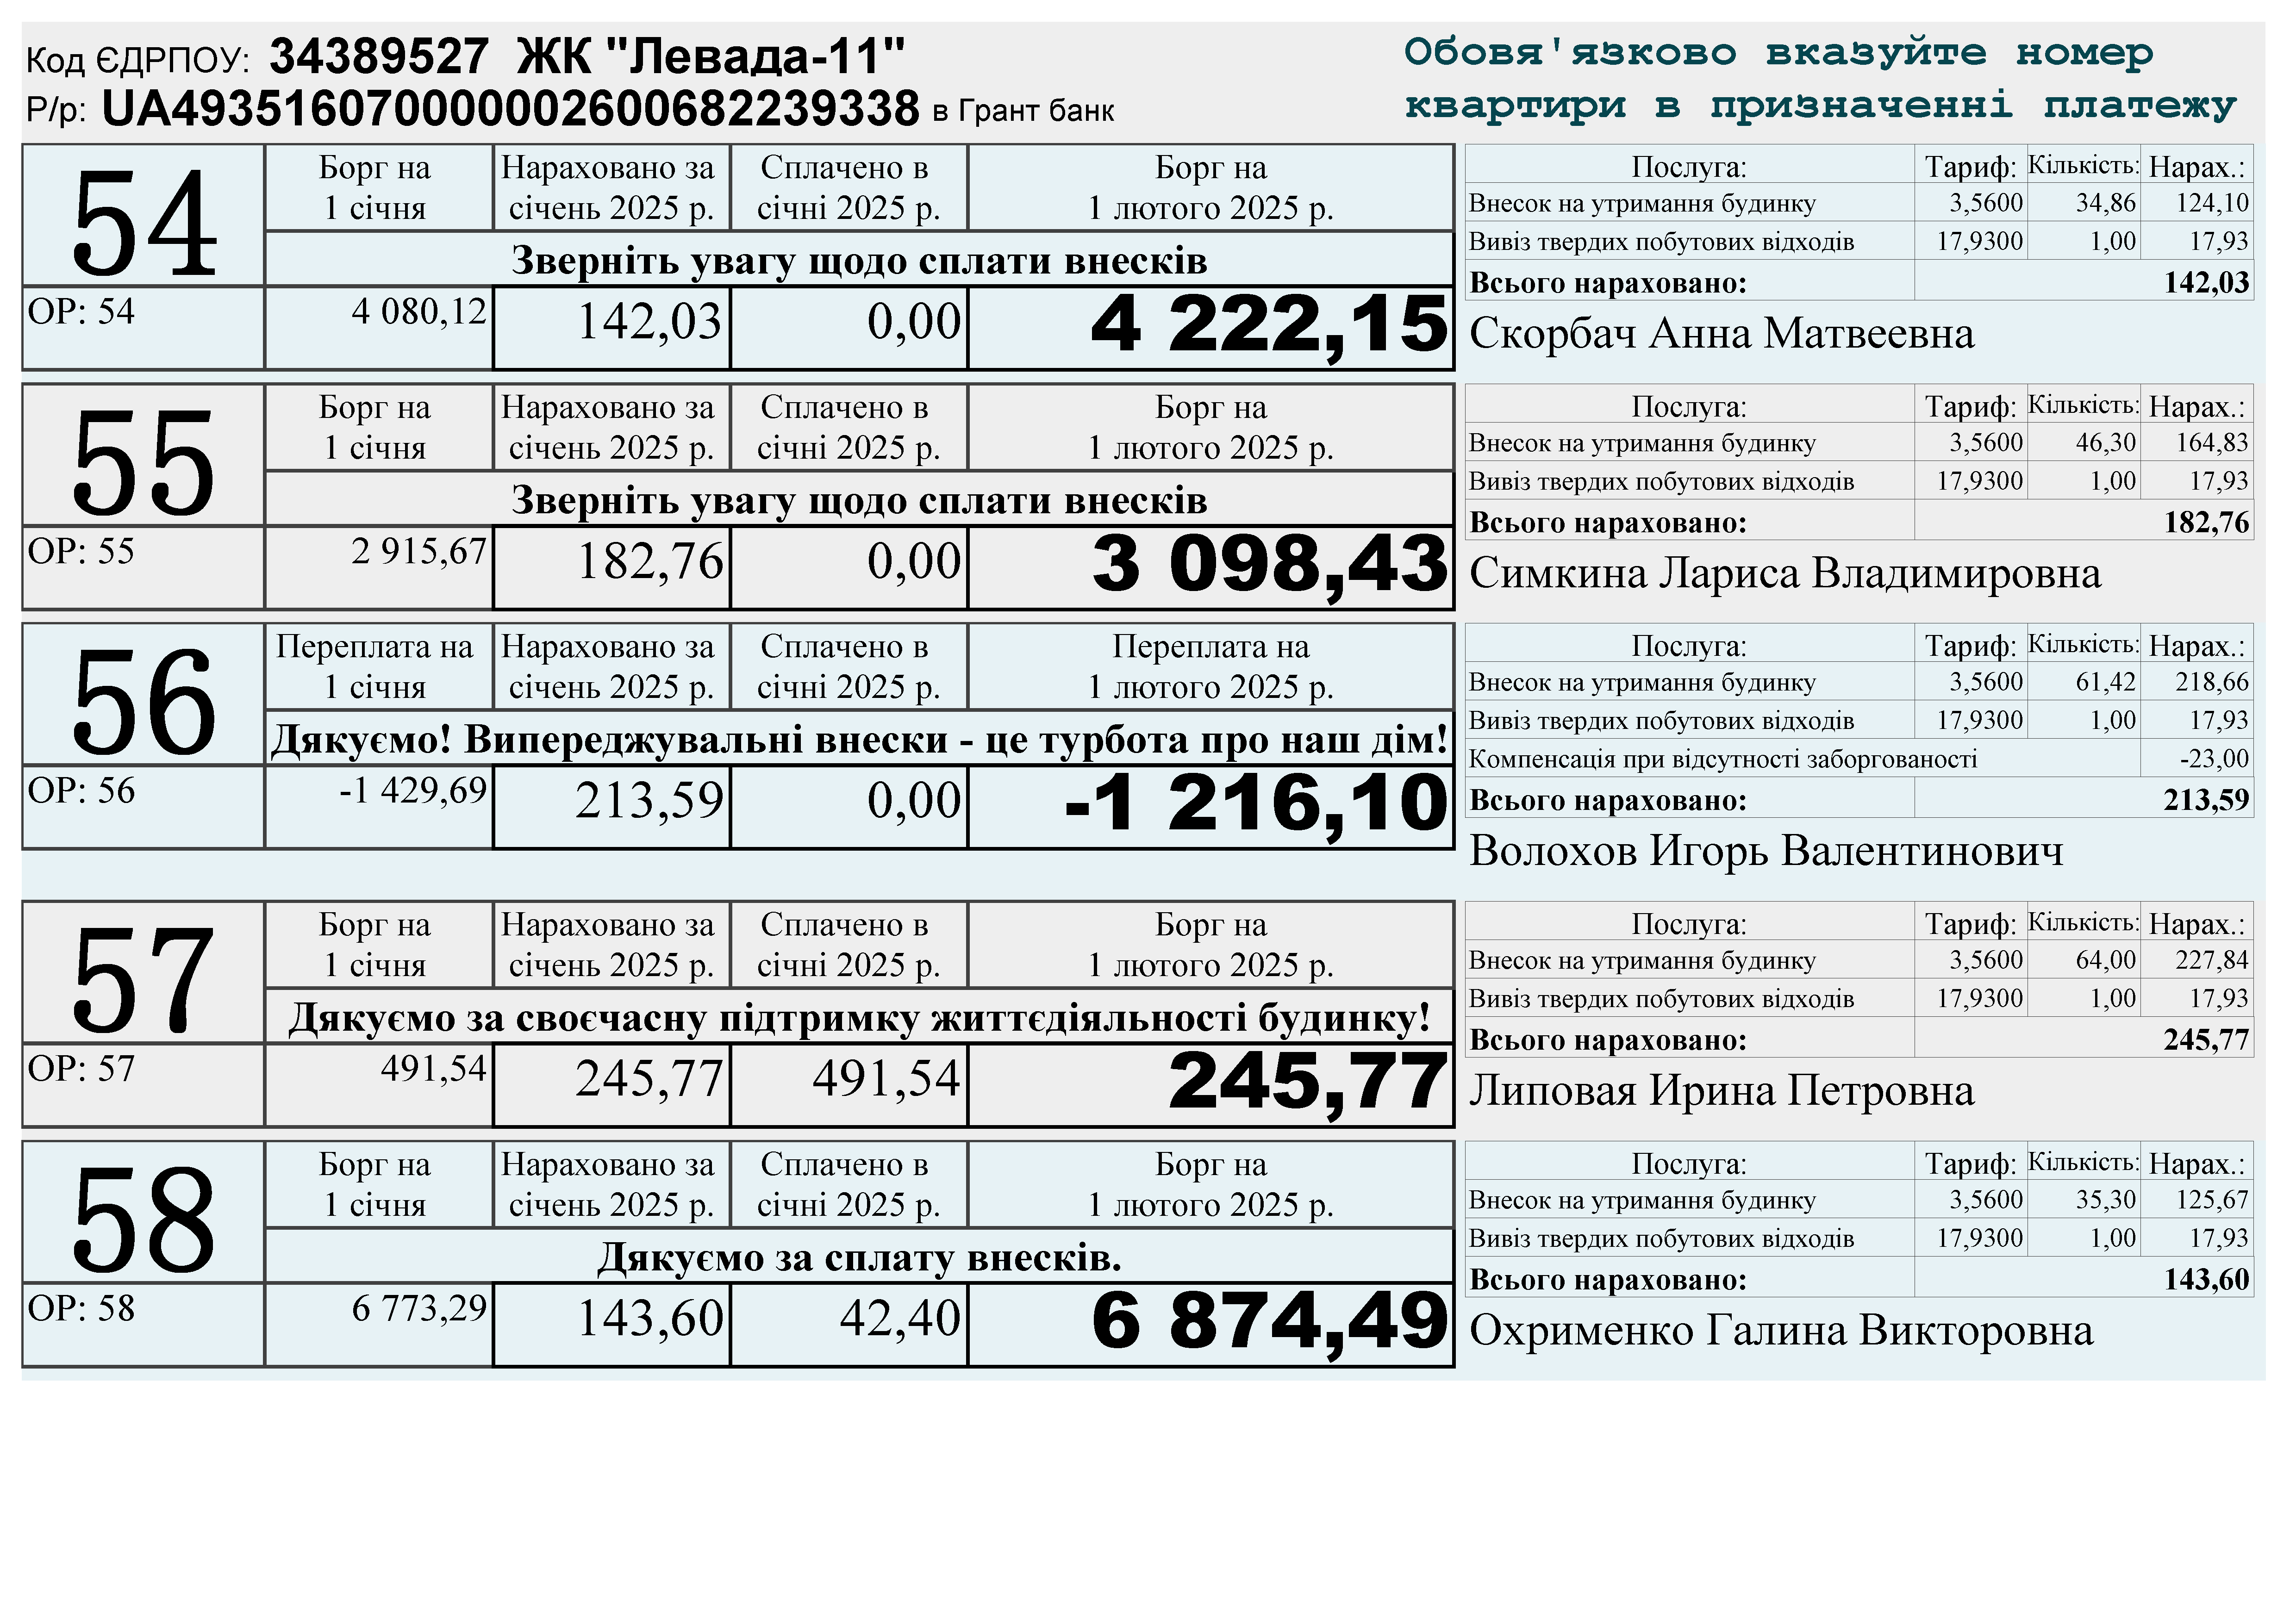 Код ЄДРПОУ: 34389527 ЖК "Левада-11"
Р/р: UA493516070000002600682239338 в Грант банк
Обовя'язково вказуйте номер
квартири в призначенні платежу
54
Борг на
1 січня
Нараховано за
січень 2025 р.
Сплачено в
січні 2025 р.
Борг на
1 лютого 2025 р.
Зверніть увагу щодо сплати внесків
ОР: 54
4 080,12
142,03
0,00
4 222,15
Послуга: Тариф: Кількість: Нарах.:
Внесок на утримання будинку 3,5600 34,86 124,10
Вивіз твердих побутових відходів 17,9300 1,00 17,93
Всього нараховано: 142,03
Скорбач Анна Матвеевна
55
Борг на
1 січня
Нараховано за
січень 2025 р.
Сплачено в
січні 2025 р.
Борг на
1 лютого 2025 р.
Зверніть увагу щодо сплати внесків
ОР: 55
2 915,67
182,76
0,00
3 098,43
Послуга: Тариф: Кількість: Нарах.:
Внесок на утримання будинку 3,5600 46,30 164,83
Вивіз твердих побутових відходів 17,9300 1,00 17,93
Всього нараховано: 182,76
Симкина Лариса Владимировна
56
Переплата на
1 січня
Нараховано за
січень 2025 р.
Сплачено в
січні 2025 р.
Переплата на
1 лютого 2025 р.
Дякуємо! Випереджувальні внески - це турбота про наш дім!
ОР: 56
-1 429,69
213,59
0,00
-1 216,10
Послуга: Тариф: Кількість: Нарах.:
Внесок на утримання будинку 3,5600 61,42 218,66
Вивіз твердих побутових відходів 17,9300 1,00 17,93
Компенсація при відсутності заборгованості -23,00
Всього нараховано: 213,59
Волохов Игорь Валентинович
57
Борг на
1 січня
Нараховано за
січень 2025 р.
Сплачено в
січні 2025 р.
Борг на
1 лютого 2025 р.
Дякуємо за своєчасну підтримку життєдіяльності будинку!
ОР: 57
491,54
245,77
491,54
245,77
Послуга: Тариф: Кількість: Нарах.:
Внесок на утримання будинку 3,5600 64,00 227,84
Вивіз твердих побутових відходів 17,9300 1,00 17,93
Всього нараховано: 245,77
Липовая Ирина Петровна
58
Борг на
1 січня
Нараховано за
січень 2025 р.
Сплачено в
січні 2025 р.
Борг на
1 лютого 2025 р.
Дякуємо за сплату внесків.
ОР: 58
6 773,29
143,60
42,40
6 874,49
Послуга: Тариф: Кількість: Нарах.:
Внесок на утримання будинку 3,5600 35,30 125,67
Вивіз твердих побутових відходів 17,9300 1,00 17,93
Всього нараховано: 143,60
Охрименко Галина Викторовна